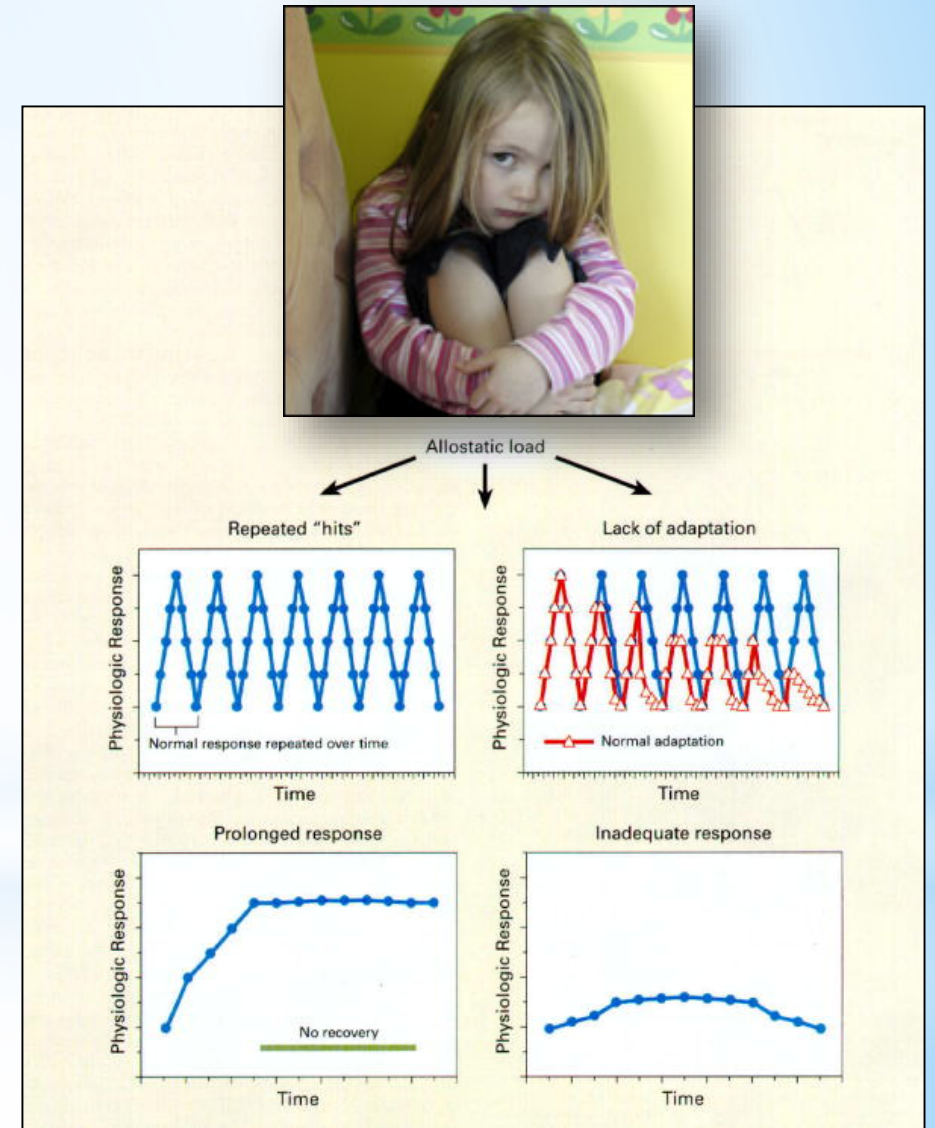 Allostatic load
Repeated “hits”
Physiologic Response
Normal response repeated over time
Time
Lack of adaptation
Physiologic Response
Normal adaptation
Time
Prolonged response
Physiologic Response
No recovery
Time
Inadequate response
Physiologic Response
Time